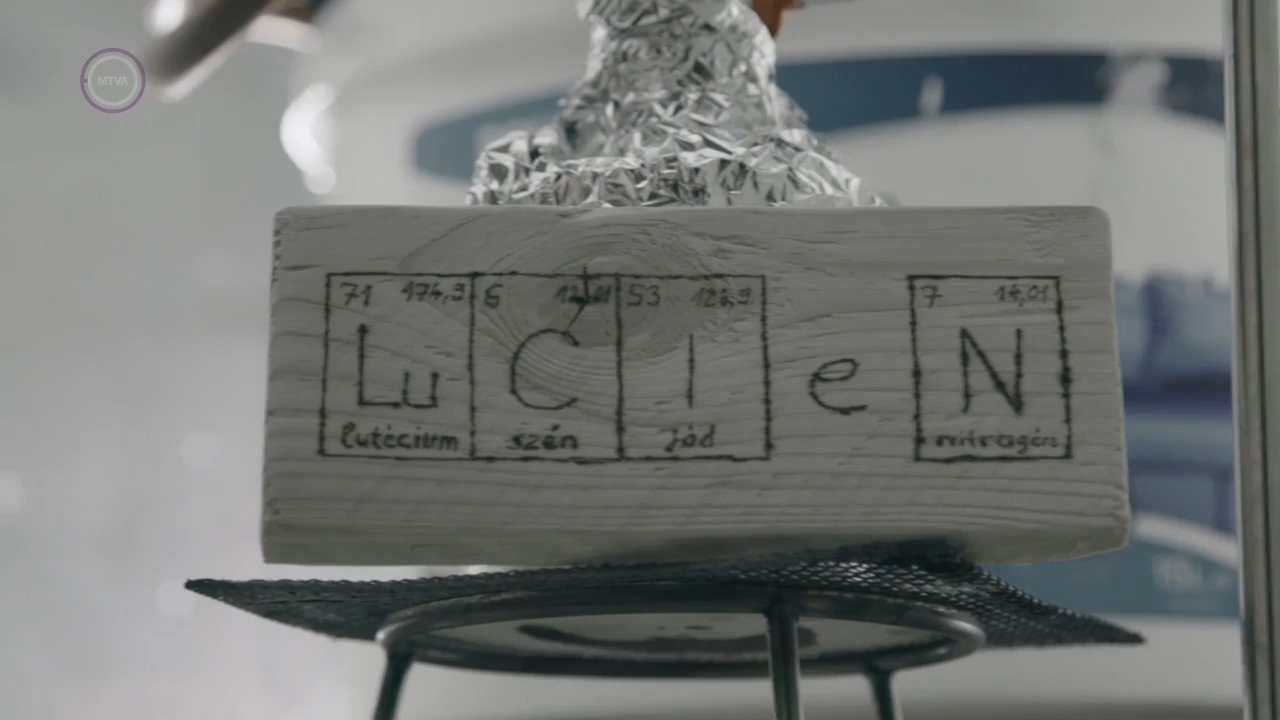 MTVA
71 174,9 6 12,01 53 126,9 7 14,01
Lu C I e N
lutécium szén Jód nitrogén